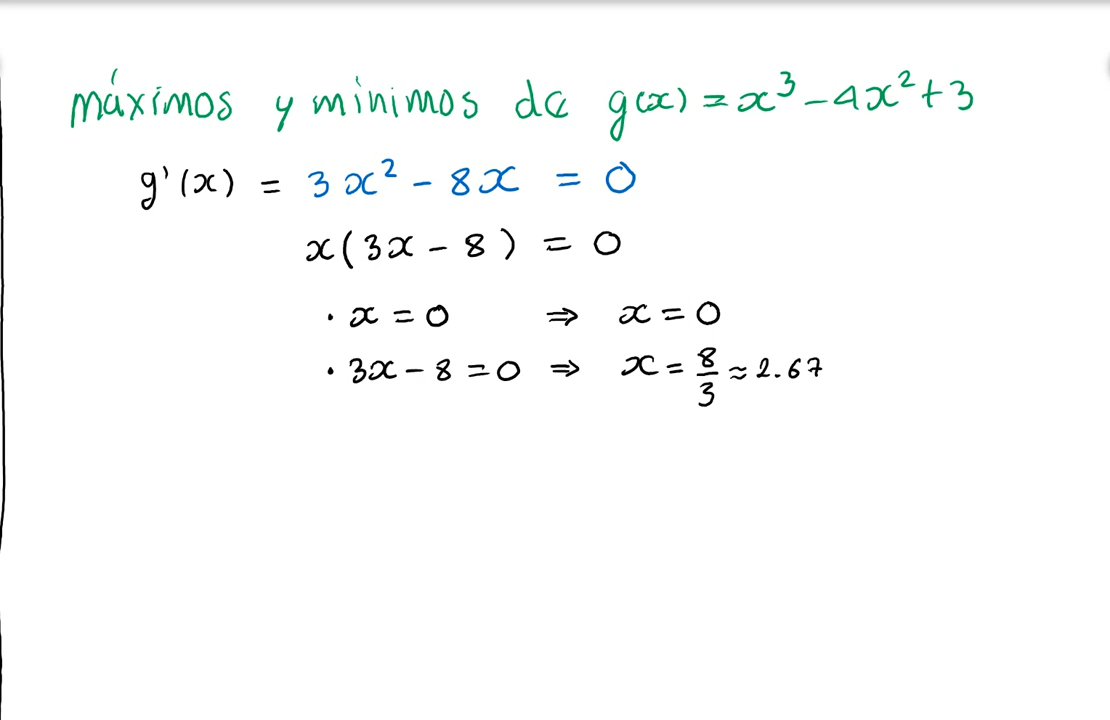 máximos y mínimos de g(x) = x³ - 4x² + 3
g'(x) = 3x² - 8x = 0
x(3x - 8) = 0
· x = 0 ⇒ x = 0
· 3x - 8 = 0 ⇒ x = 8/3 ≈ 2.67